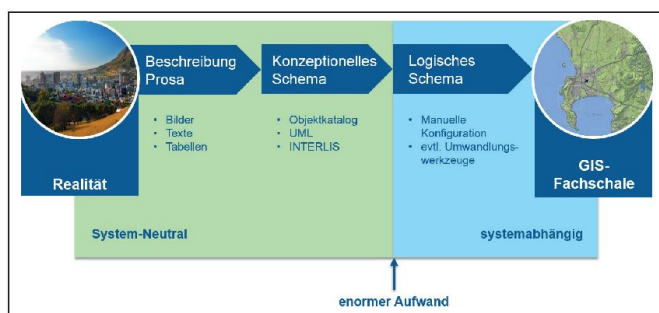 Beschreibung
Prosa
Konzeptionelles
Schema
Logisches
Schema
• Bilder
• Texte
• Tabellen
• Objektkatalog
• UML
• INTERLIS
• Manuelle
Konfiguration
• evtl. Umwandlungs-
werkzeuge
Realität
GIS-
Fachschale
System-Neutral
systemabhängig
enormer Aufwand